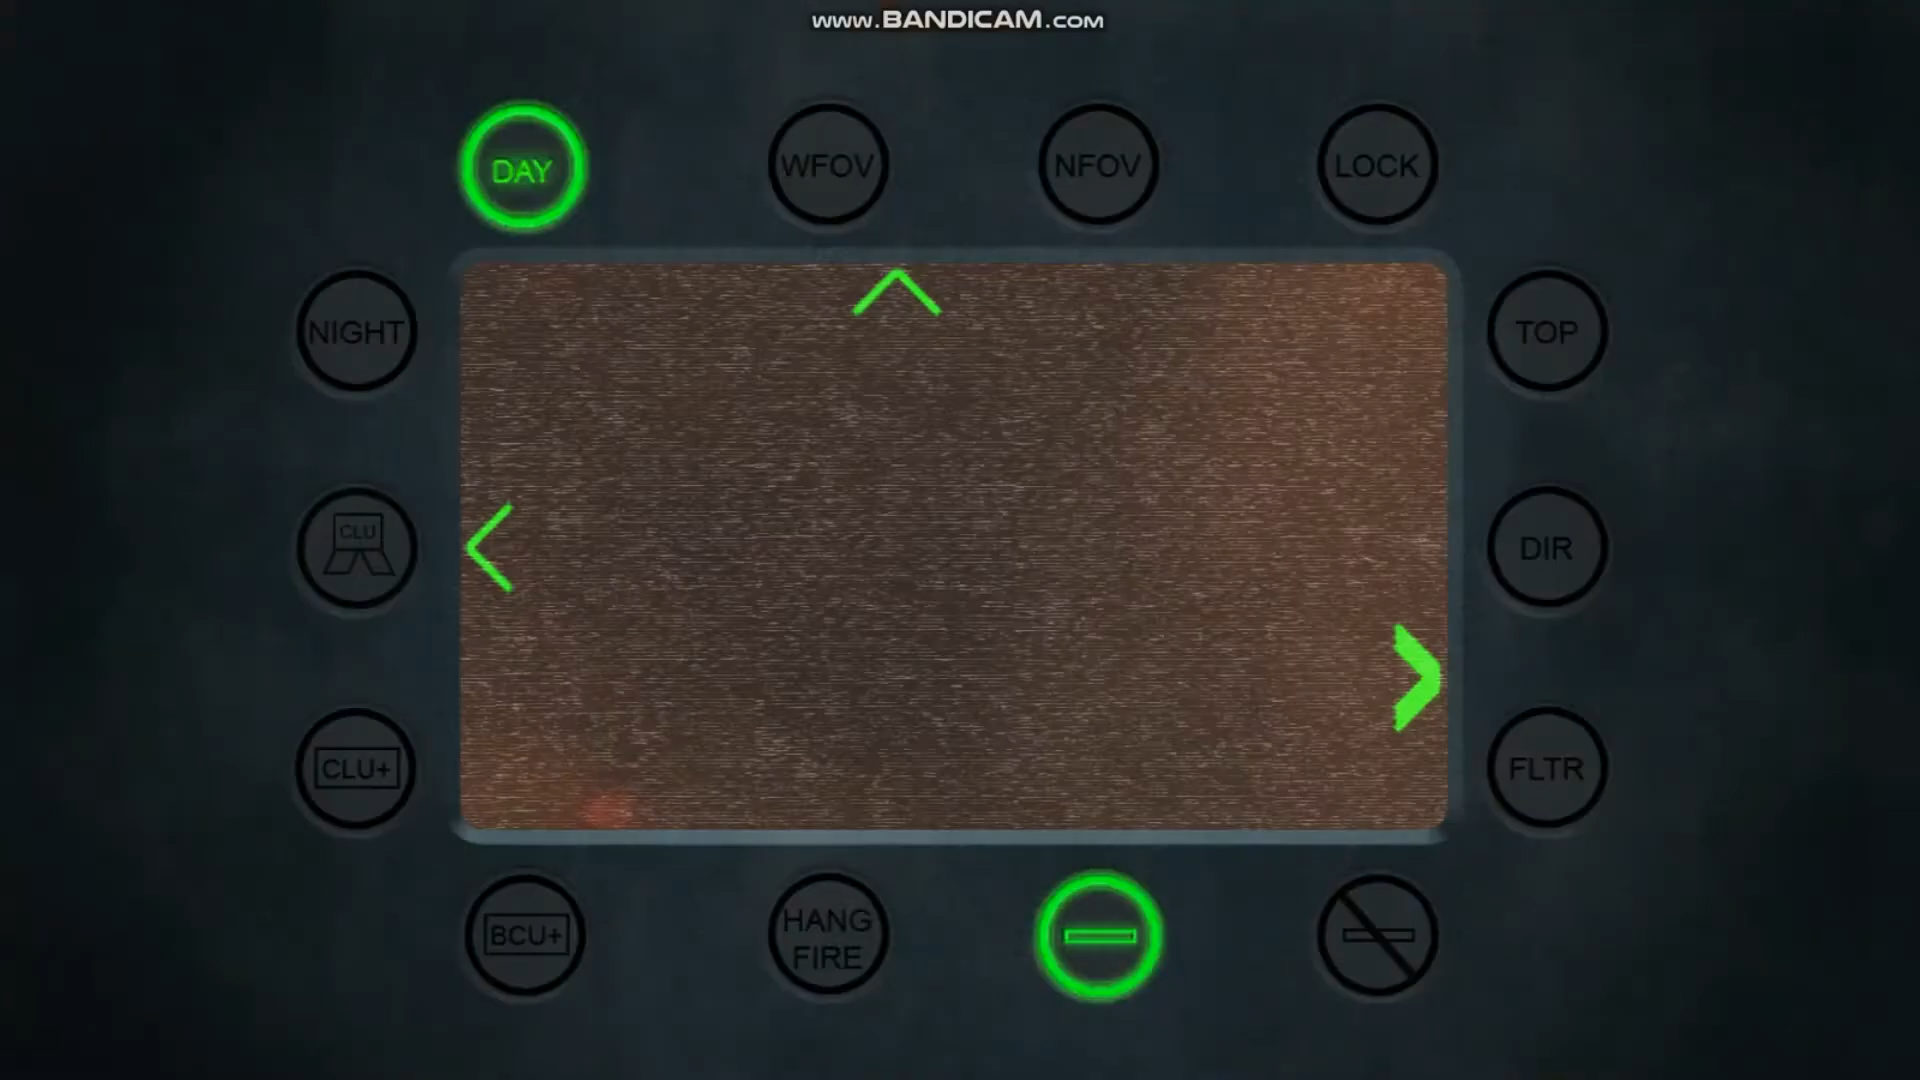 www.BANDICAM.com
DAY
WFOV
NFOV
LOCK
NIGHT
TOP
CLU
DIR
CLU+
FLTR
BCU+
HANG
FIRE